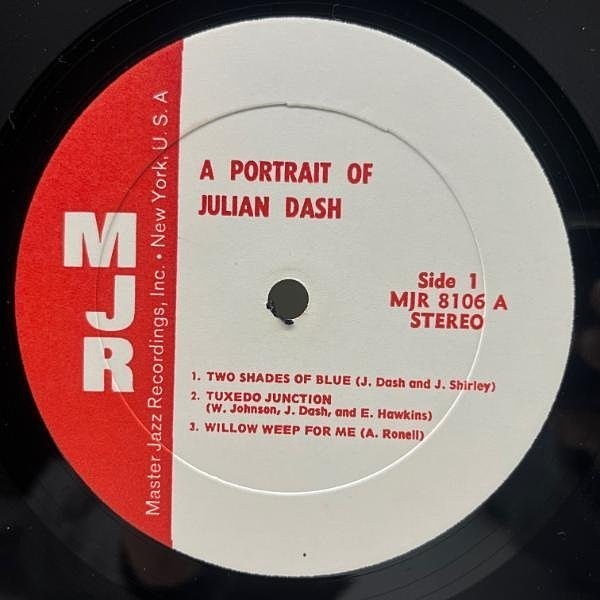 MJR
Master Jazz Recordings, Inc. • New York, U. S. A
A PORTRAIT OF
JULIAN DASH
Side 1
MJR 8106 A
STEREO
1. TWO SHADES OF BLUE (J. Dash and J. Shirley)
2. TUXEDO JUNCTION
(W. Johnson, J. Dash, and E. Hawkins)
3. WILLOW WEEP FOR ME (A. Ronell)